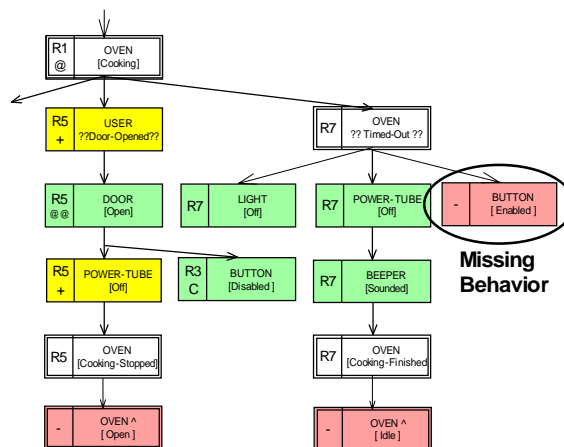 R1 OVEN
@ [Cooking]
R5 USER
+ ??Door-Opened??
R7 OVEN
?? Timed-Out ??
R5 DOOR
@@ [Open]
R7 LIGHT
[Off]
R7 POWER-TUBE
[Off]
- BUTTON
[ Enabled ]
Missing
Behavior
R5 POWER-TUBE
+ [Off]
R3 BUTTON
C [Disabled ]
R7 BEEPER
[Sounded]
R5 OVEN
[Cooking-Stopped]
R7 OVEN
[Cooking-Finished
- OVEN ^
[ Open ]
- OVEN ^
[ Idle ]